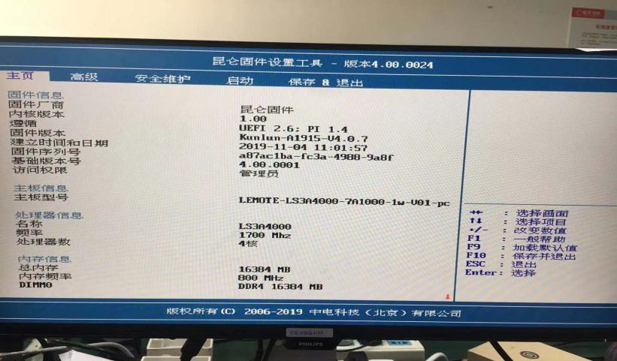 昆仑固件设置工具 - 版本4.00.0024
主页 高级 安全维护 启动 保存 & 退出
固件信息
固件厂商 昆仑固件
内核版本 1.00
遵循 UEFI 2.6; PI 1.4
固件版本 Kunlun-A1915-V4.0.7
建立时间和日期 2019-11-04 11:01:57
固件序列号 a87ac1ba-fc3a-4988-9a8f
基础版本号 4.00.0001
访问权限 管理员
主板信息
主板型号 LEMOTE-LS3A4000-7A1000-1w-V01-pc
处理器信息
名称 LS3A4000
频率 1700 Mhz
处理器数 4核
内存信息
总内存 16384 MB
内存频率 800 MHz
DIMM0 DDR4 16384 MB
: 选择画面
: 选择项目
+/- : 改变数值
F1 : 一般帮助
F9 : 加载默认值
F10 : 保存并退出
ESC : 退出
Enter: 选择
版权所有(C) 2006-2019 中电科技（北京）有限公司
PHILIPS